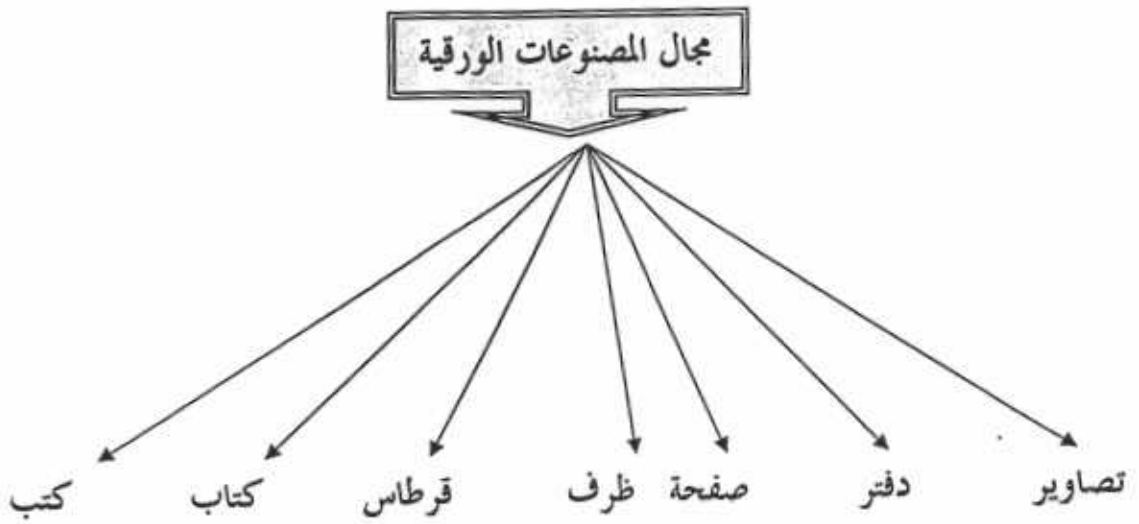 مجال المصنوعات الورقية
تصاوير دفتر صفحة ظرف قرطاس كتاب كتب